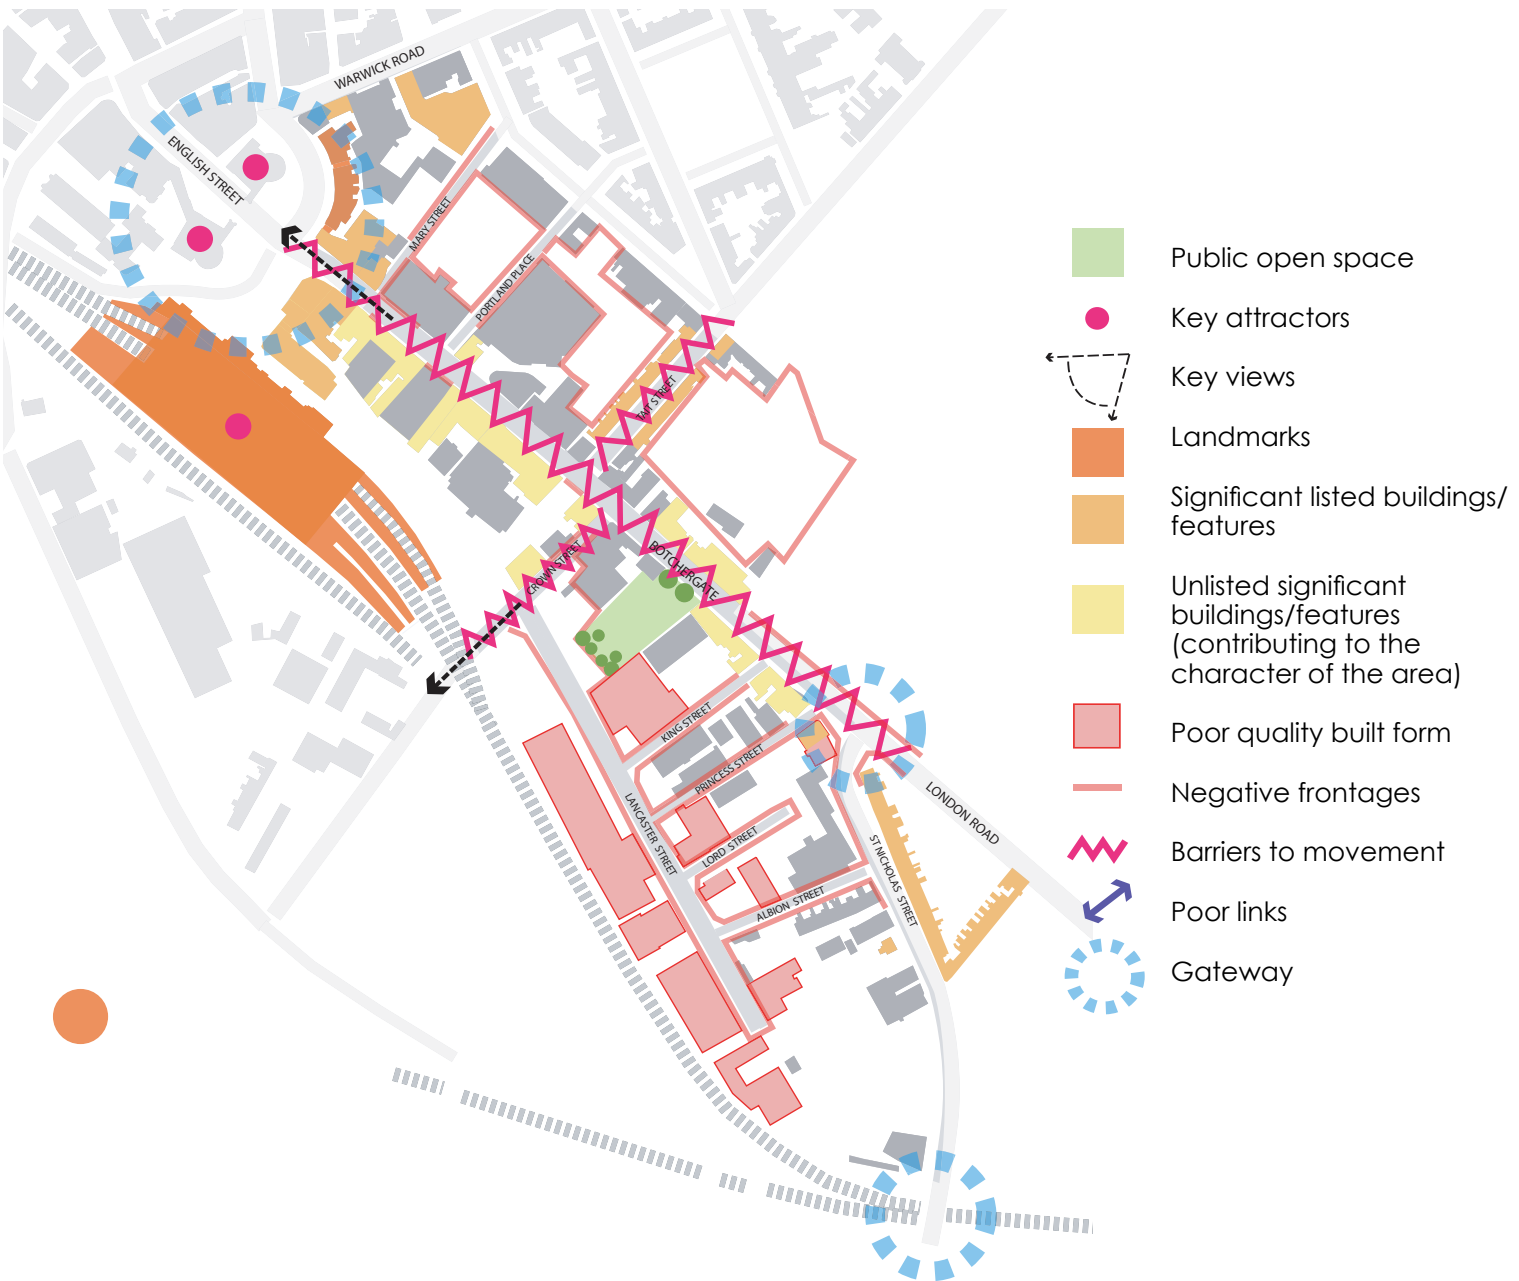 WARWICK ROAD
ENGLISH STREET
MARY STREET
PORTLAND PLACE
TAIT STREET
CROWN STREET
BOTCHERGATE
KING STREET
PRINCESS STREET
LANCASTER STREET
LORD STREET
ALBION STREET
ST NICHOLAS STREET
LONDON ROAD
Public open space
Key attractors
Key views
Landmarks
Significant listed buildings/
features
Unlisted significant
buildings/features
(contributing to the
character of the area)
Poor quality built form
Negative frontages
Barriers to movement
Poor links
Gateway